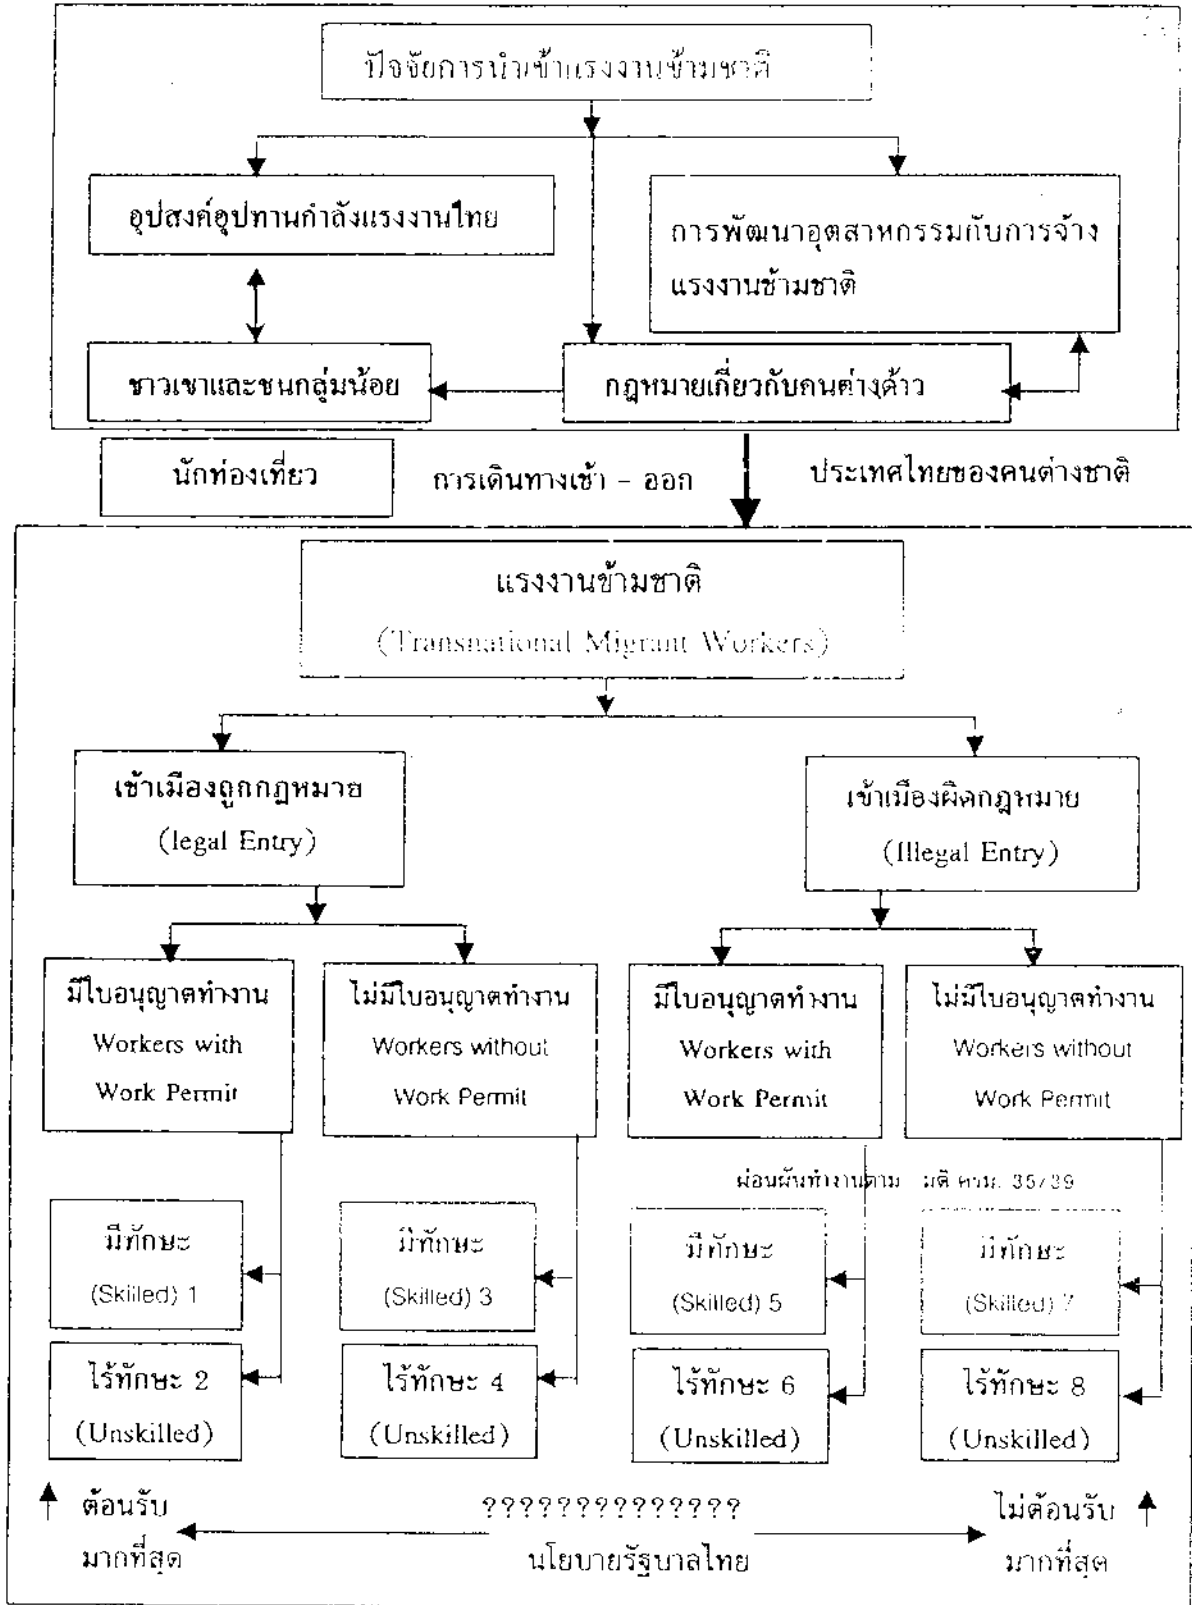 ปัจจัยการนำเข้าแรงงานข้ามชาติ
อุปสงค์อุปทานกำลังแรงงานไทย
การพัฒนาอุตสาหกรรมกับการจ้าง
แรงงานข้ามชาติ
ชาวเขาและชนกลุ่มน้อย
กฎหมายเกี่ยวกับคนต่างด้าว
นักท่องเที่ยว
การเดินทางเข้า - ออก
ประเทศไทยของคนต่างชาติ
แรงงานข้ามชาติ
(Transnational Migrant Workers)
เข้าเมืองถูกกฎหมาย
(legal Entry)
เข้าเมืองผิดกฎหมาย
(Illegal Entry)
มีใบอนุญาตทำงาน
Workers with
Work Permit
ไม่มีใบอนุญาตทำงาน
Workers without
Work Permit
มีใบอนุญาตทำงาน
Workers with
Work Permit
ไม่มีใบอนุญาตทำงาน
Workers without
Work Permit
ผ่อนผันทำงานตาม มติ ครม. 35/39
มีทักษะ
(Skilled) 1
มีทักษะ
(Skilled) 3
มีทักษะ
(Skilled) 5
มีทักษะ
(Skilled) 7
ไร้ทักษะ 2
(Unskilled)
ไร้ทักษะ 4
(Unskilled)
ไร้ทักษะ 6
(Unskilled)
ไร้ทักษะ 8
(Unskilled)
ต้อนรับ
มากที่สุด
??????????????
นโยบายรัฐบาลไทย
ไม่ต้อนรับ
มากที่สุด